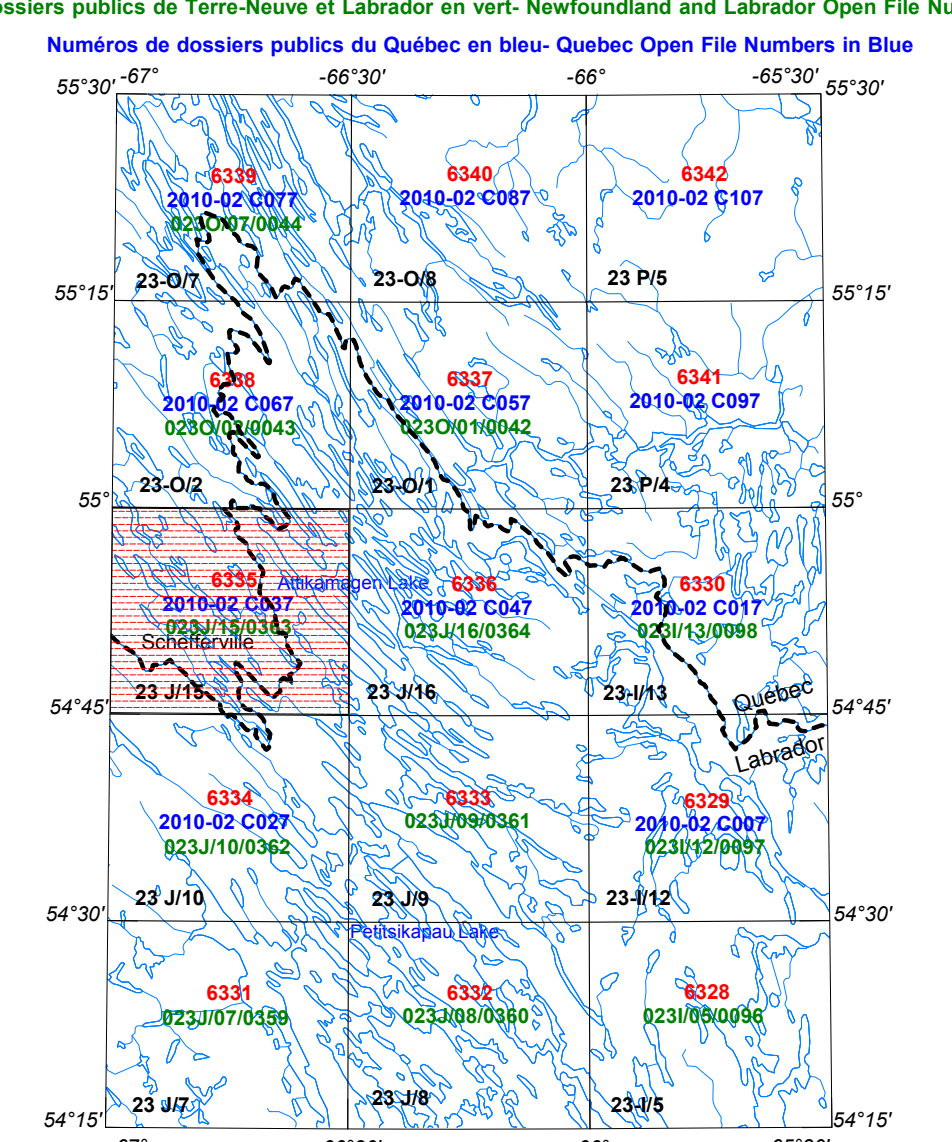 ossiers publics de Terre-Neuve et Labrador en vert- Newfoundland and Labrador Open File Nu
Numéros de dossiers publics du Québec en bleu- Quebec Open File Numbers in Blue
-67° -66°30' -66° -65°30'
55°30' 55°30'
6339 6340 6342
2010-02 C077 2010-02 C087 2010-02 C107
023O/07/0044
23-O/7 23-O/8 23 P/5
55°15' 55°15'
6338 6337 6341
2010-02 C067 2010-02 C057 2010-02 C097
023O/02/0043 023O/01/0042
23-O/2 23-O/1 23 P/4
55° 55°
6335 Attikamagen Lake 6336 6330
2010-02 C037 2010-02 C047 2010-02 C017
023J/15/0363 023J/16/0364 023I/13/0098
Schefferville
23 J/15 23 J/16 23-I/13 Québec
54°45' 54°45'
Labrador
6334 6333 6329
2010-02 C027 023J/09/0361 2010-02 C007
023J/10/0362 023I/12/0097
23 J/10 23 J/9 23-I/12
54°30' 54°30'
Petitsikapau Lake
6331 6332 6328
023J/07/0359 023J/08/0360 023I/05/0096
23 J/7 23 J/8 23-I/5
54°15' 54°15'